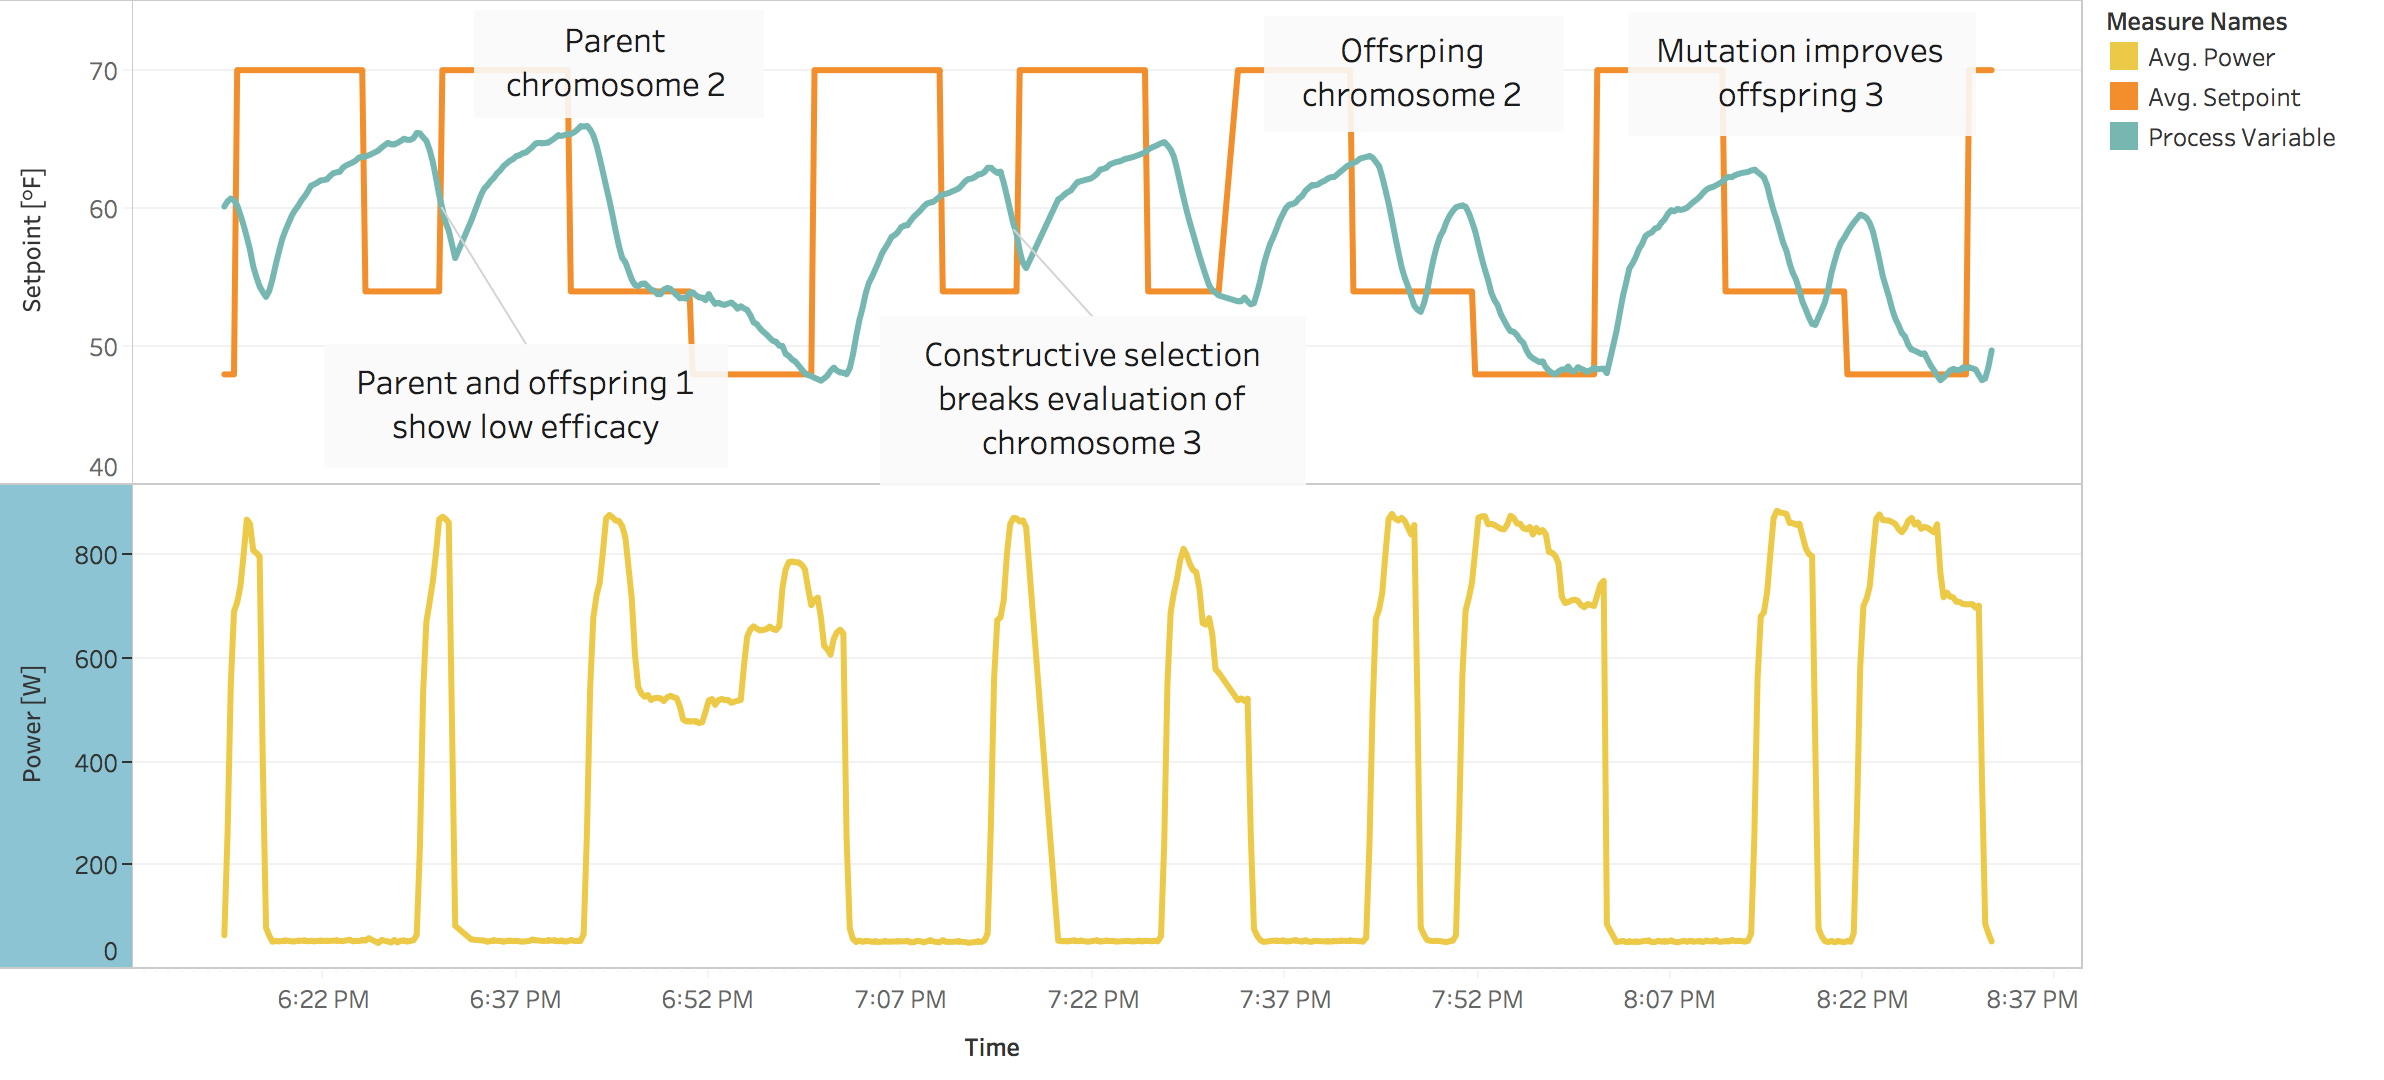 Parent
chromosome 2
Offsrping
chromosome 2
Mutation improves
offspring 3
Measure Names
Avg. Power
Avg. Setpoint
Process Variable
Setpoint [°F]
70
60
50
40
Parent and offspring 1
show low efficacy
Constructive selection
breaks evaluation of
chromosome 3
Power [W]
800
600
400
200
0
6:22 PM
6:37 PM
6:52 PM
7:07 PM
7:22 PM
7:37 PM
7:52 PM
8:07 PM
8:22 PM
8:37 PM
Time